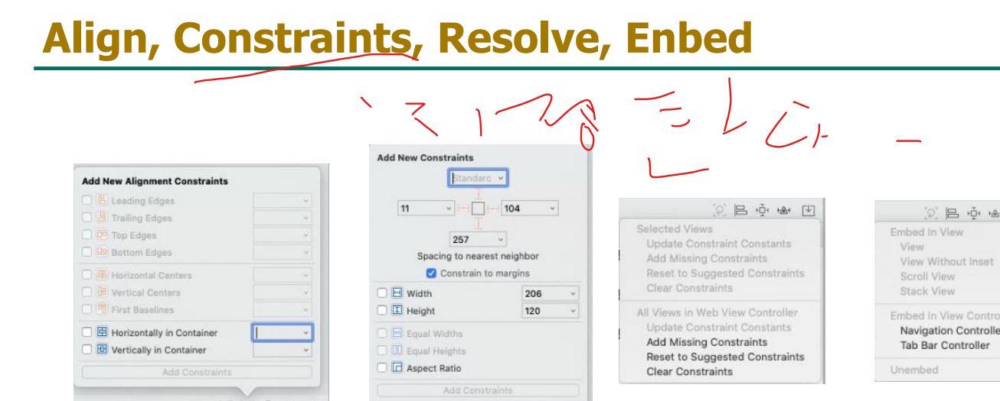 Align, Constraints, Resolve, Enbed
Add New Alignment Constraints
Leading Edges
Trailing Edges
Top Edges
Bottom Edges
Horizontal Centers
Vertical Centers
First Baselines
Horizontally in Container
Vertically in Container
Add Constraints
Add New Constraints
Standard
11
104
257
Spacing to nearest neighbor
Constrain to margins
Width 206
Height 120
Equal Widths
Equal Heights
Aspect Ratio
Add Constraints
Selected Views
Update Constraint Constants
Add Missing Constraints
Reset to Suggested Constraints
Clear Constraints
All Views in Web View Controller
Update Constraint Constants
Add Missing Constraints
Reset to Suggested Constraints
Clear Constraints
Embed In View
View
View Without Inset
Scroll View
Stack View
Embed In View Contro
Navigation Controlle
Tab Bar Controller
Unembed